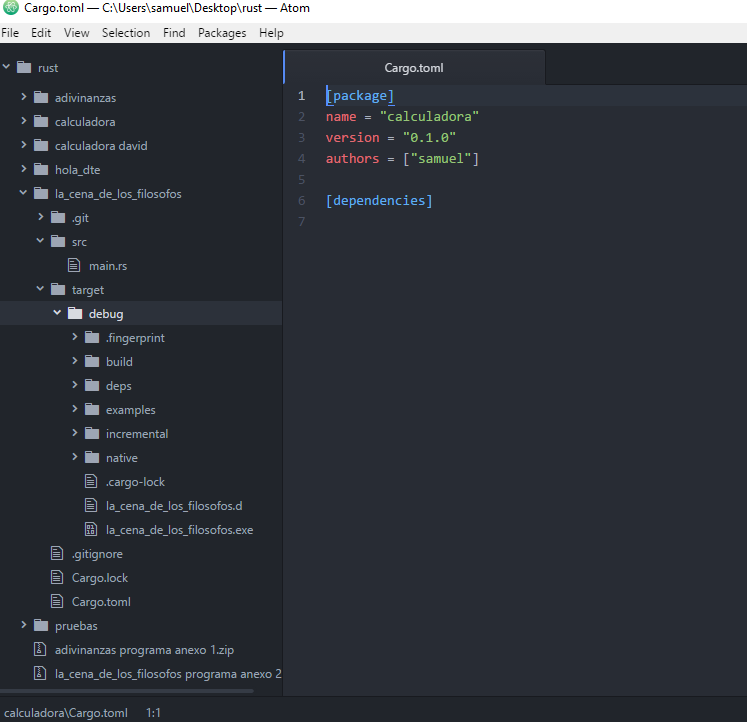 Cargo.toml — C:\Users\samuel\Desktop\rust — Atom
File Edit View Selection Find Packages Help
rust
adivinanzas
calculadora
calculadora david
hola_dte
la_cena_de_los_filosofos
.git
src
main.rs
target
debug
.fingerprint
build
deps
examples
incremental
native
.cargo-lock
la_cena_de_los_filosofos.d
la_cena_de_los_filosofos.exe
.gitignore
Cargo.lock
Cargo.toml
pruebas
adivinanzas programa anexo 1.zip
la_cena_de_los_filosofos programa anexo 2
Cargo.toml
1 [package]
2 name = "calculadora"
3 version = "0.1.0"
4 authors = ["samuel"]
5
6 [dependencies]
7
calculadora\Cargo.toml 1:1